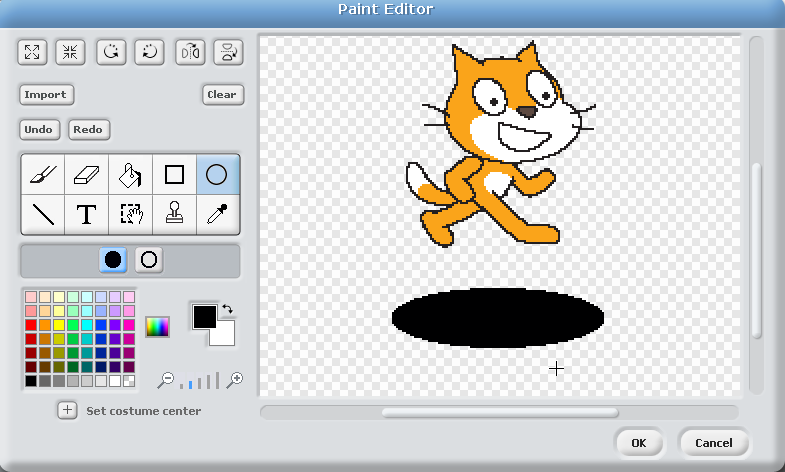 Paint Editor
Import
Clear
Undo
Redo
T
Set costume center
OK
Cancel